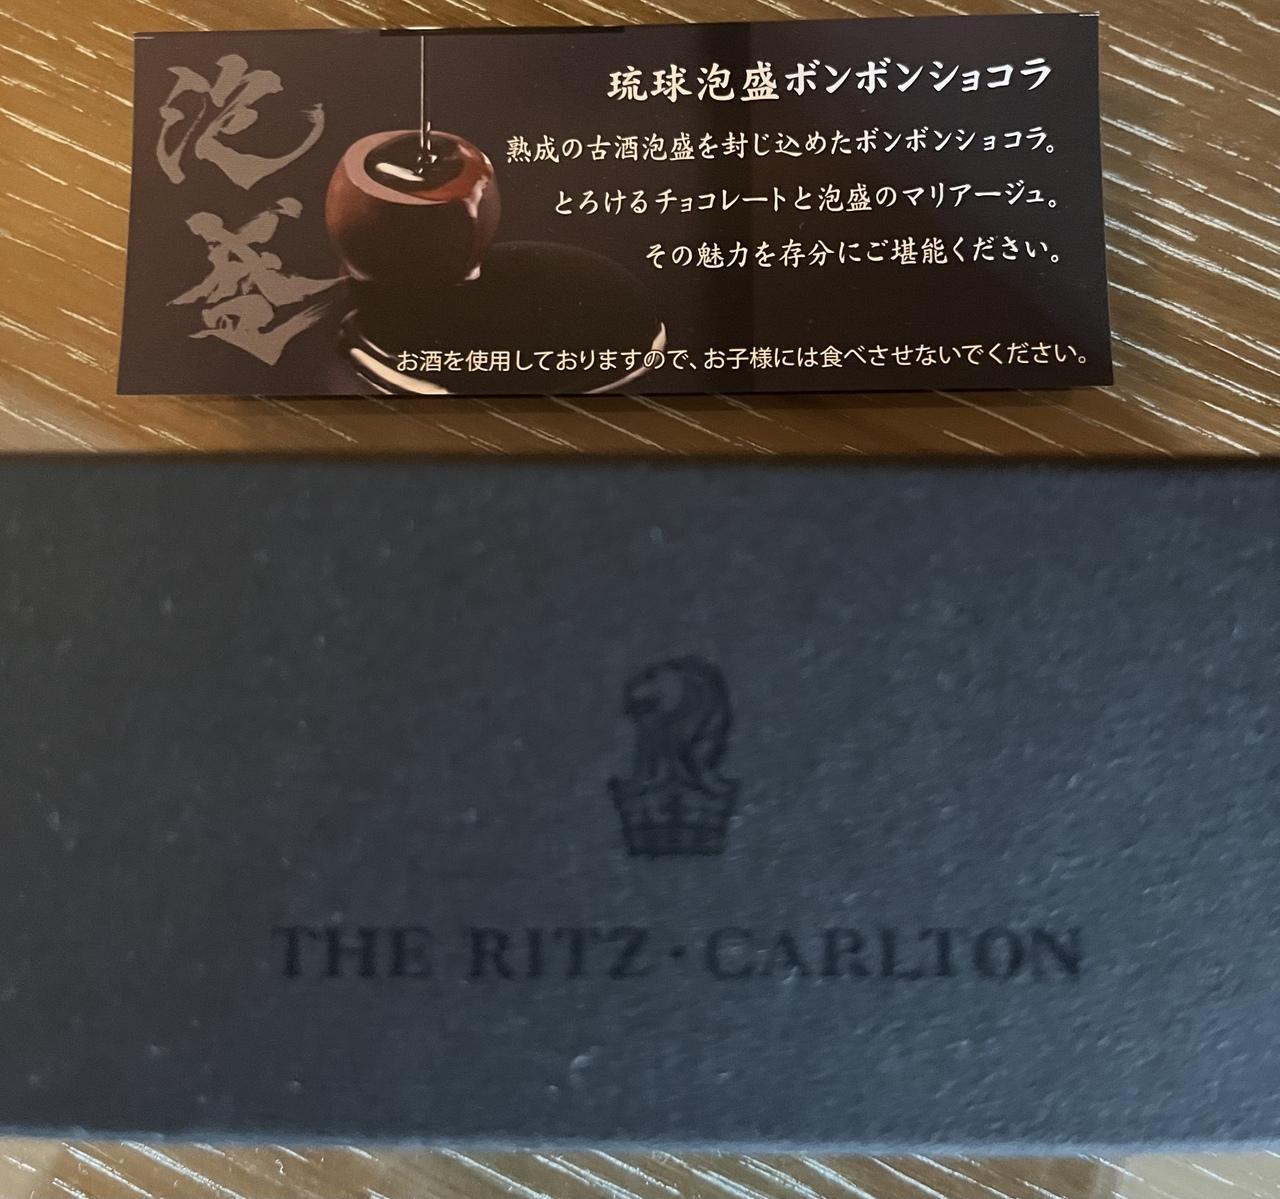 泡盛
琉球泡盛ボンボンショコラ
熟成の古酒泡盛を封じ込めたボンボンショコラ。
とろけるチョコレートと泡盛のマリアージュ。
その魅力を存分にご堪能ください。
お酒を使用しておりますので、お子様には食べさせないでください。
THE RITZ・CARLTON